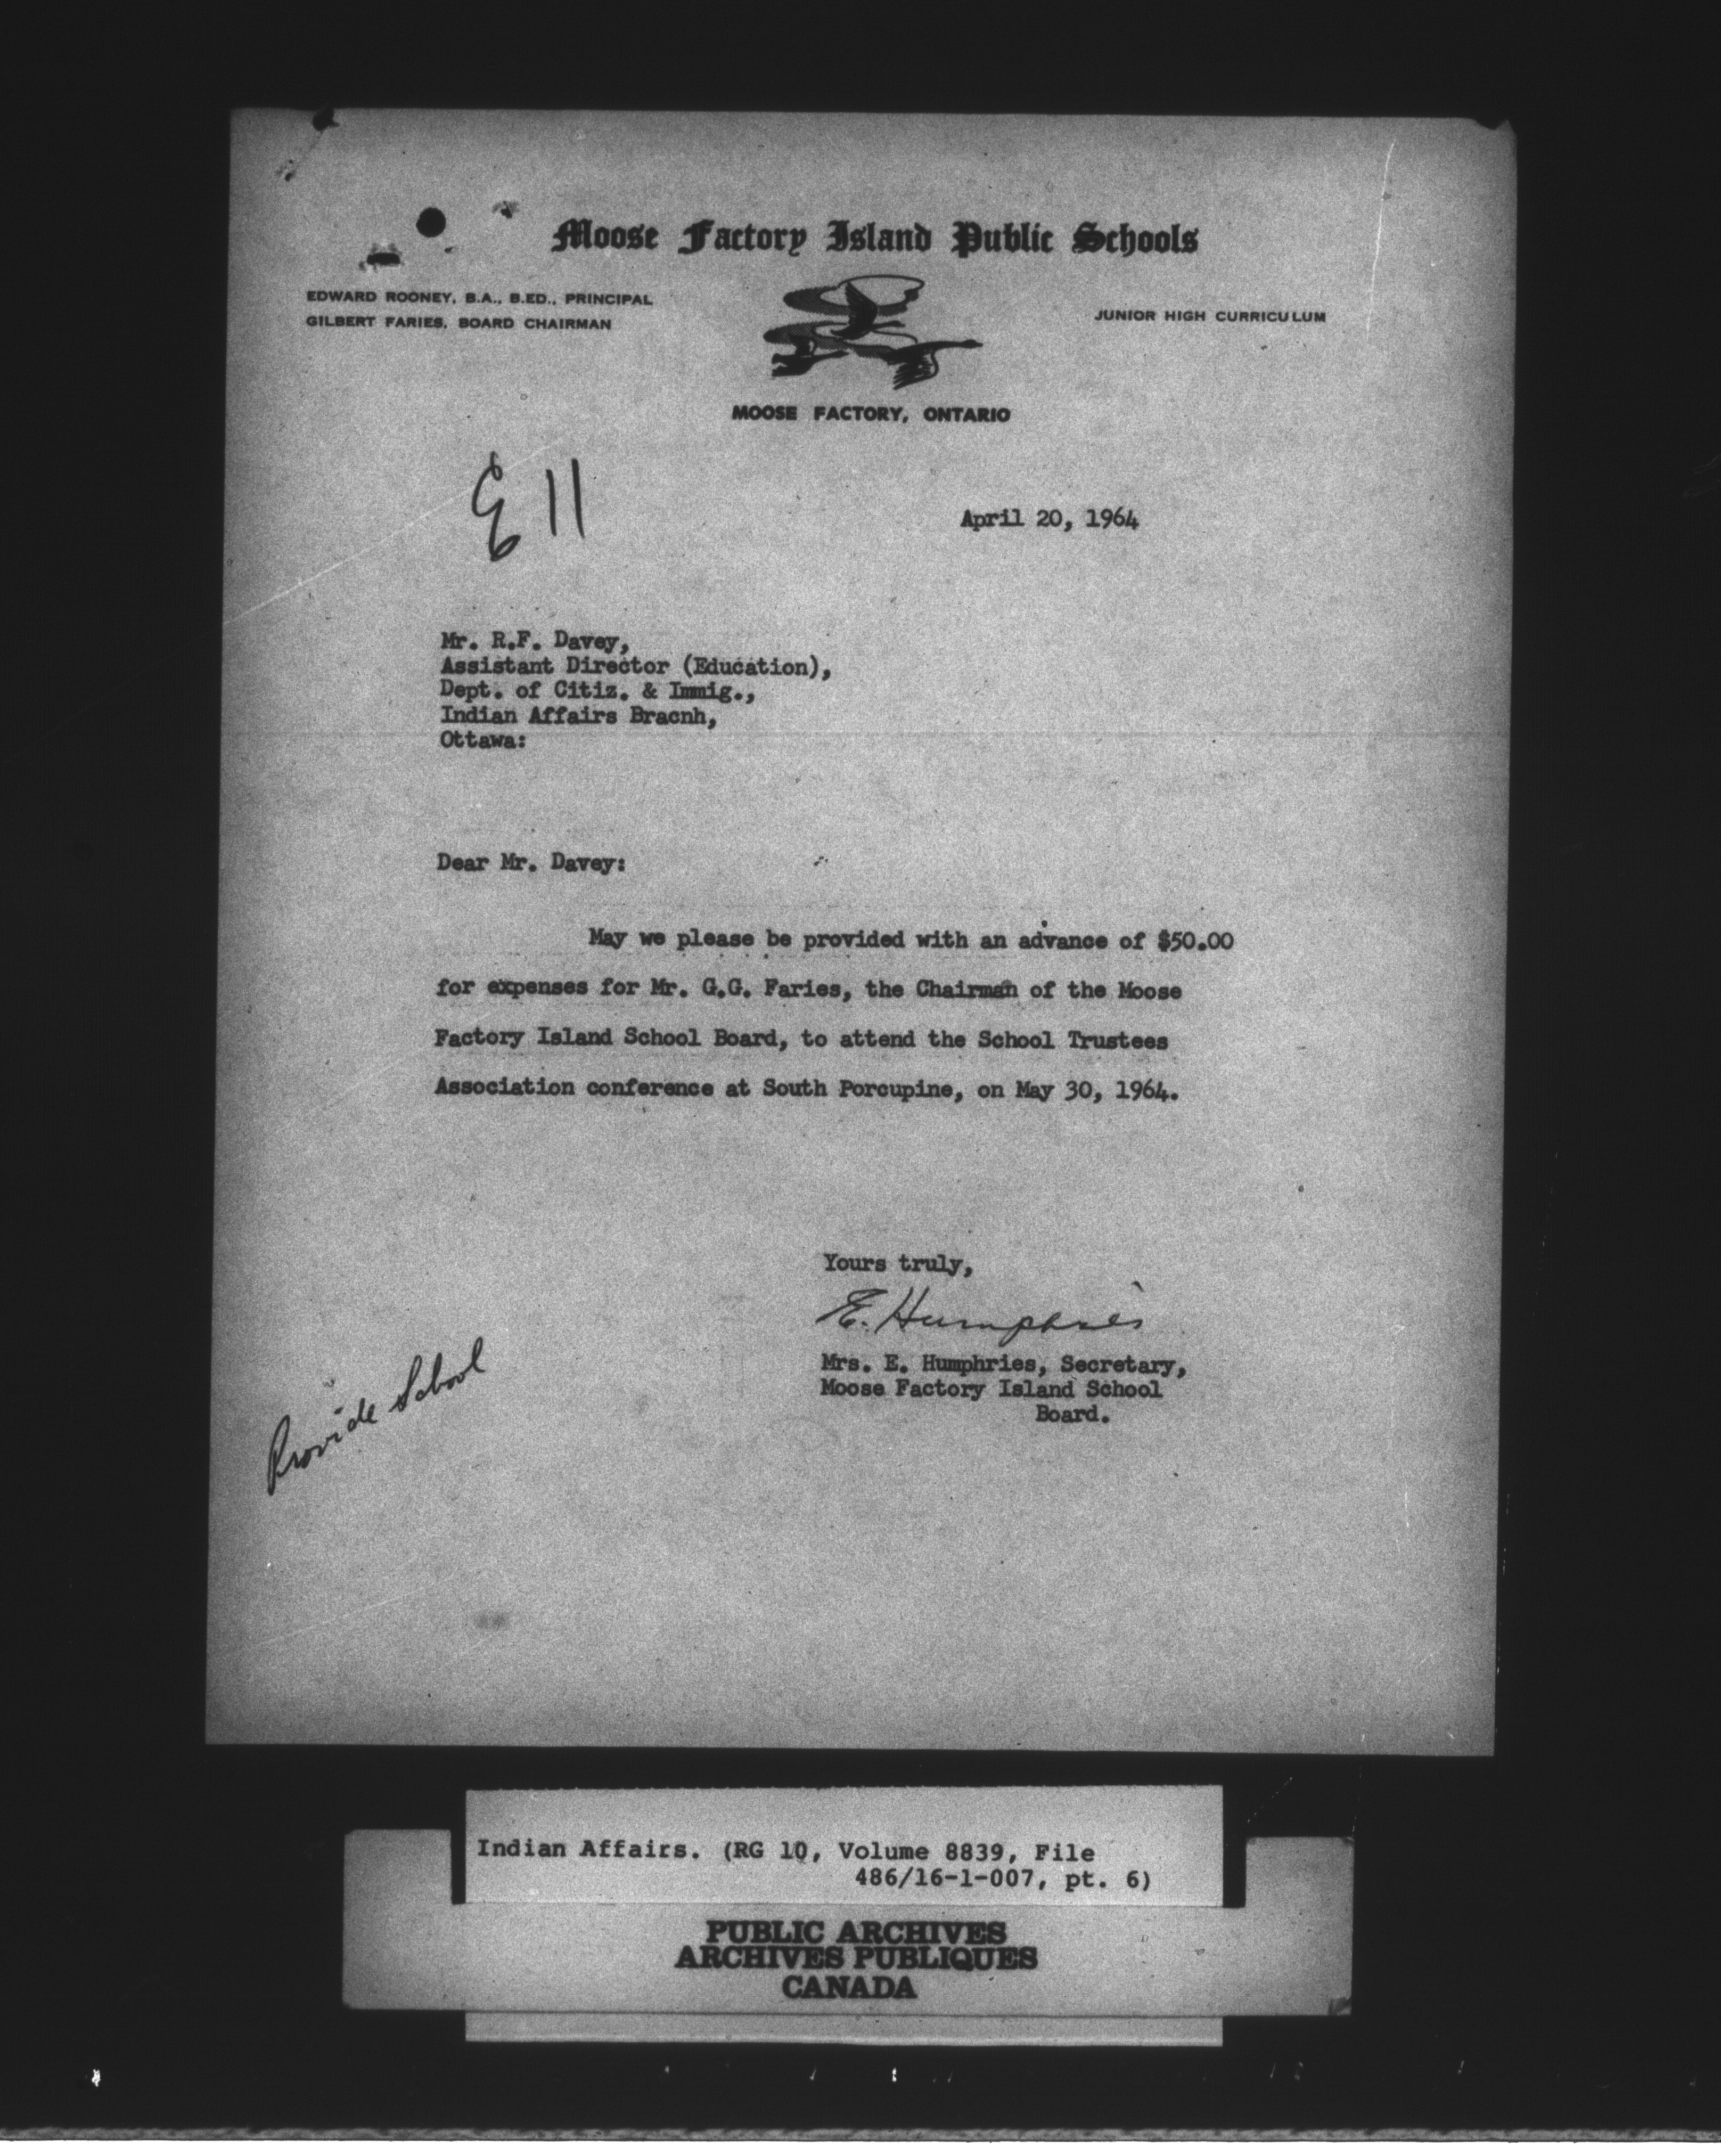 Moose Factory Island Public Schools
EDWARD ROONEY, B.A., B.ED., PRINCIPAL
GILBERT FARIES, BOARD CHAIRMAN
JUNIOR HIGH CURRICULUM
MOOSE FACTORY, ONTARIO
E 11
April 20, 1964
Mr. R.F. Davey,
Assistant Director (Education),
Dept. of Citiz. & Immig.,
Indian Affairs Bracnh,
Ottawa:
Dear Mr. Davey:
May we please be provided with an advance of $50.00
for expenses for Mr. G.G. Faries, the Chairman of the Moose
Factory Island School Board, to attend the School Trustees
Association conference at South Porcupine, on May 30, 1964.
Yours truly,
E. Humphries
Mrs. E. Humphries, Secretary,
Moose Factory Island School
Board.
Provide School
Indian Affairs. (RG 10, Volume 8839, File
486/16-1-007, pt. 6)
PUBLIC ARCHIVES
ARCHIVES PUBLIQUES
CANADA